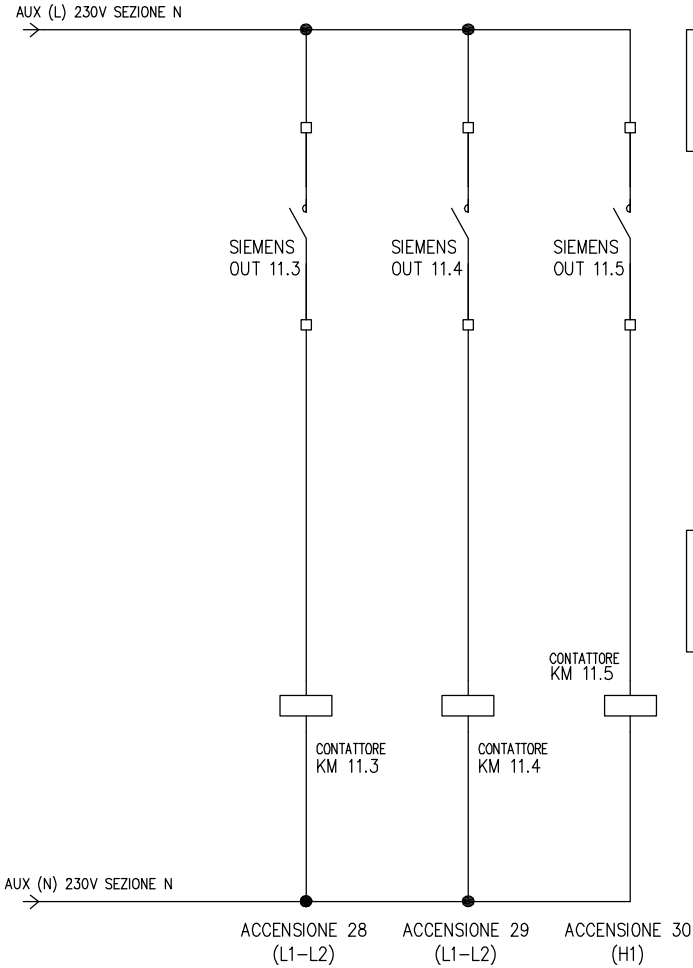 AUX (L) 230V SEZIONE N
SIEMENS
OUT 11.3
SIEMENS
OUT 11.4
SIEMENS
OUT 11.5
CONTATTORE
KM 11.5
CONTATTORE
KM 11.3
CONTATTORE
KM 11.4
AUX (N) 230V SEZIONE N
ACCENSIONE 28
(L1-L2)
ACCENSIONE 29
(L1-L2)
ACCENSIONE 30
(H1)